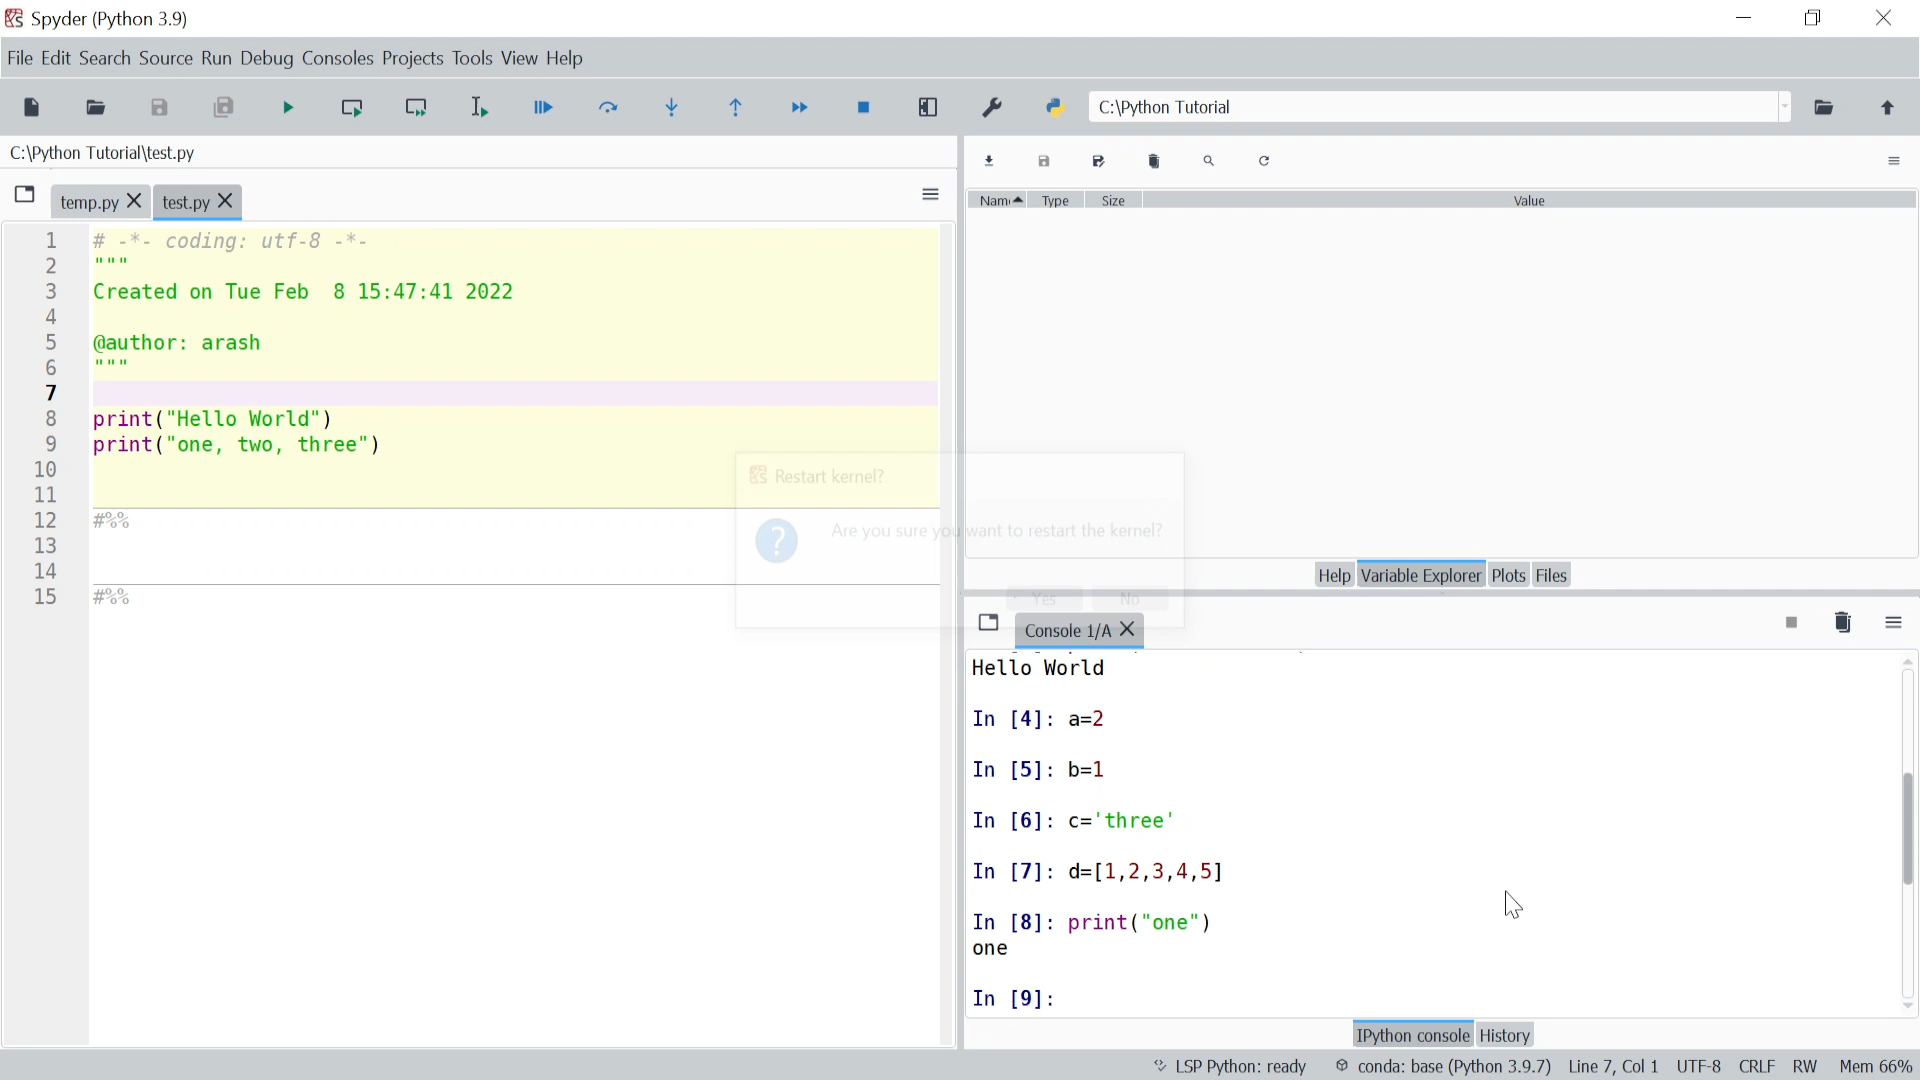 Spyder (Python 3.9)
File Edit Search Source Run Debug Consoles Projects Tools View Help
C:\Python Tutorial
C:\Python Tutorial\test.py
temp.py test.py
1 # -*- coding: utf-8 -*-
2 """
3 Created on Tue Feb  8 15:47:41 2022
4
5 @author: arash
6 """
7
8 print("Hello World")
9 print("one, two, three")
10
11
12 #%%
13
14
15 #%%
Restart kernel?
Are you sure you want to restart the kernel?
Yes No
Name Type Size Value
Help Variable Explorer Plots Files
Console 1/A
Hello World
In [4]: a=2
In [5]: b=1
In [6]: c='three'
In [7]: d=[1,2,3,4,5]
In [8]: print("one")
one
In [9]:
IPython console History
LSP Python: ready conda: base (Python 3.9.7) Line 7, Col 1 UTF-8 CRLF RW Mem 66%